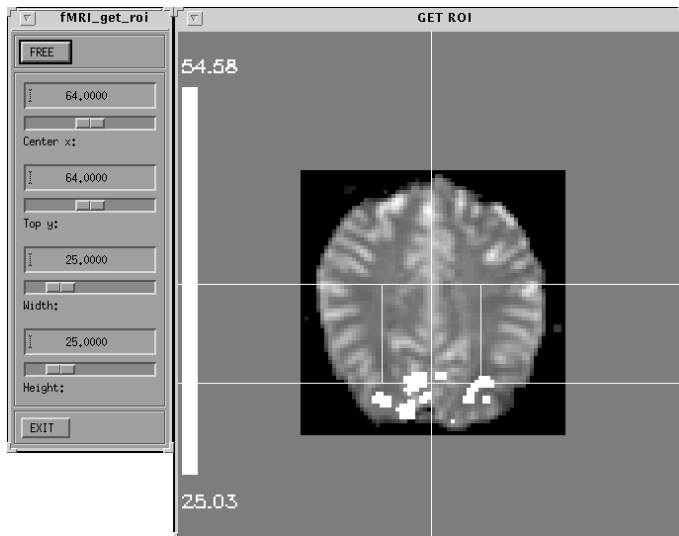 fMRI_get_roi
FREE
64.0000
Center x:
64.0000
Top y:
25.0000
Width:
25.0000
Height:
EXIT
GET ROI
54.58
25.03